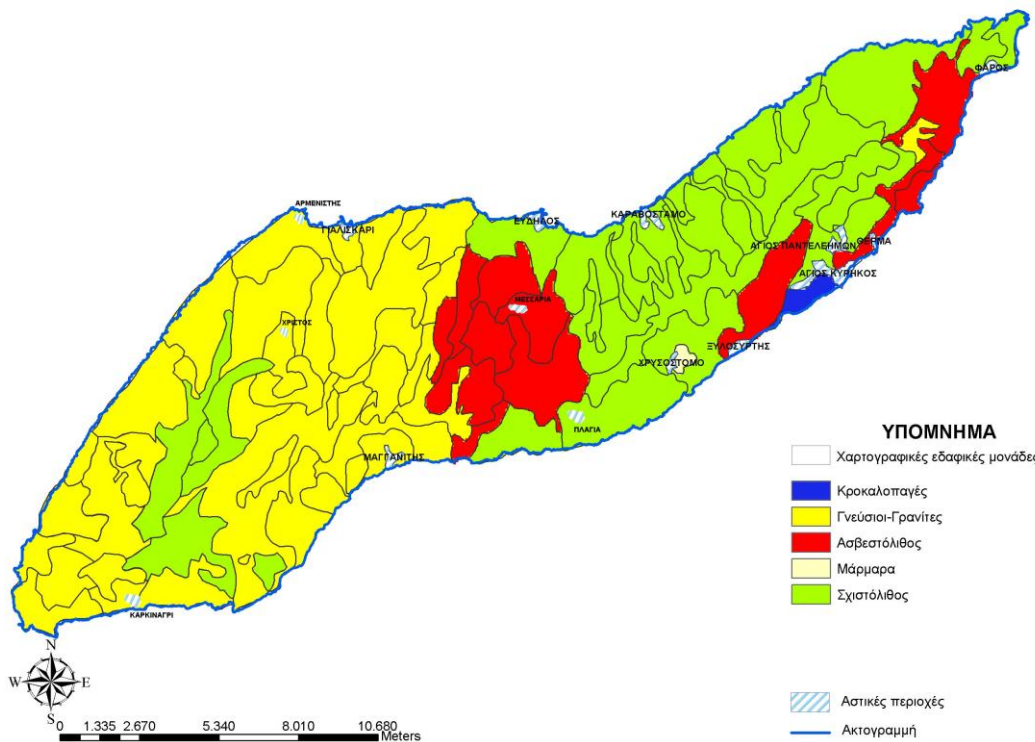 ΦΑΡΟΣ
ΑΡΜΕΝΙΣΤΗΣ
ΓΙΑΛΙΣΚΑΡΙ
ΕΥΔΗΛΟΣ
ΚΑΡΑΒΟΣΤΑΜΟ
ΑΓΙΟΣ ΠΑΝΤΕΛΕΗΜΩΝ
ΘΕΡΜΑ
ΑΓΙΟΣ ΚΥΡΗΚΟΣ
ΜΕΣΣΑΡΙΑ
ΧΡΙΣΤΟΣ
ΞΥΛΟΣΥΡΤΗΣ
ΧΡΥΣΟΣΤΟΜΟ
ΠΛΑΓΙΑ
ΜΑΓΓΑΝΙΤΗΣ
ΚΑΡΚΙΝΑΓΡΙ
ΥΠΟΜΝΗΜΑ
Χαρτογραφικές εδαφικές μονάδες
Κροκαλοπαγές
Γνεύσιοι-Γρανίτες
Ασβεστόλιθος
Μάρμαρα
Σχιστόλιθος
Αστικές περιοχές
Ακτογραμμή
N
W E
S
0 1.335 2.670 5.340 8.010 10.680
Meters